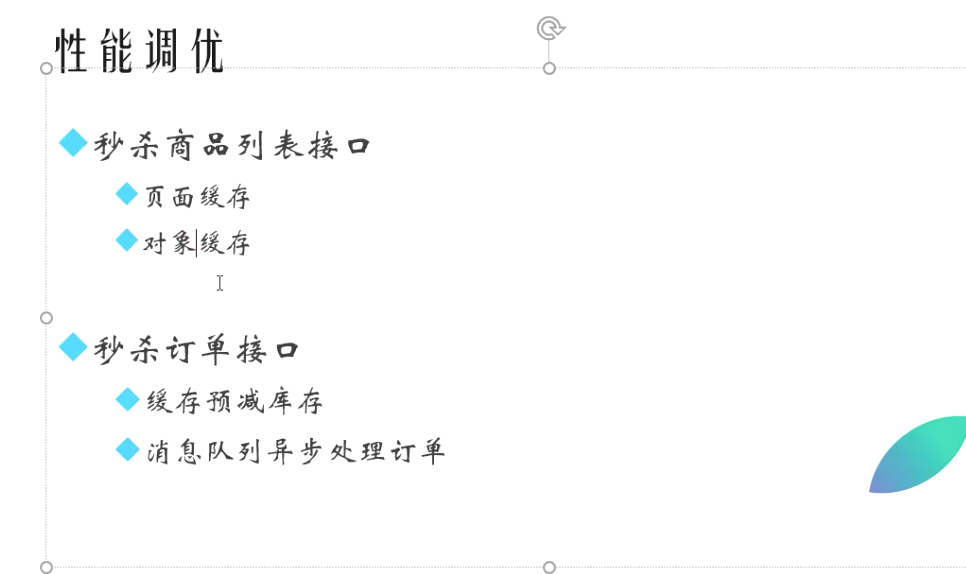 性能调优
秒杀商品列表接口
页面缓存
对象缓存
秒杀订单接口
缓存预减库存
消息队列异步处理订单